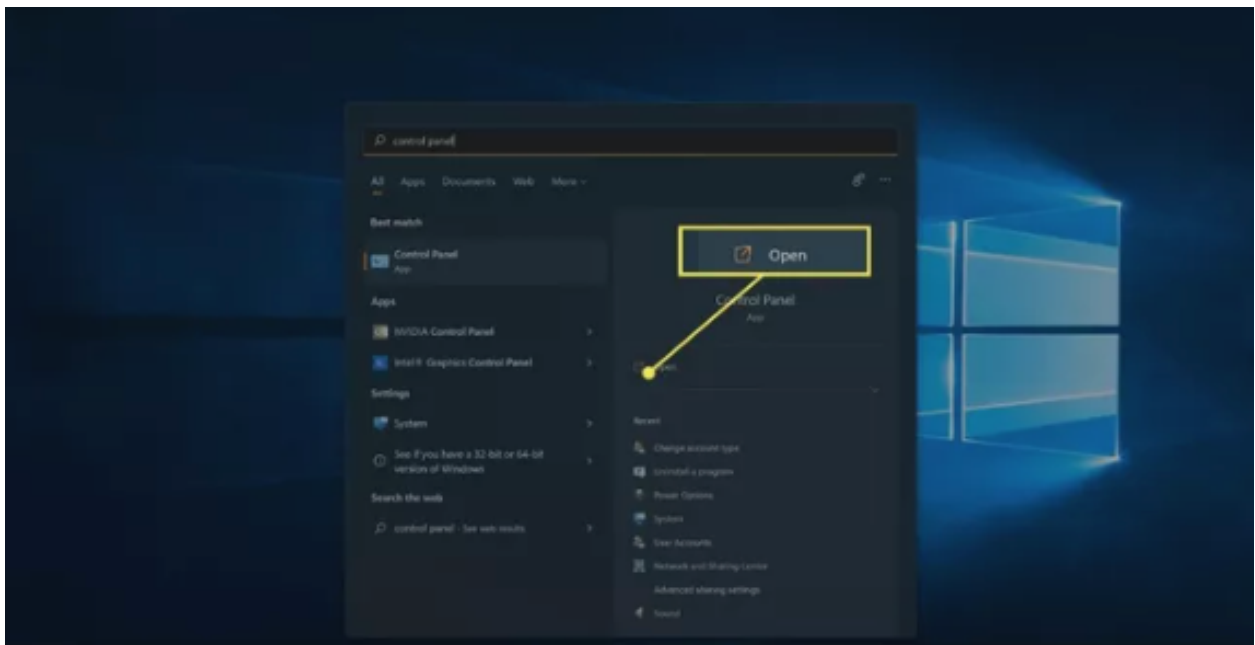 control panel
All Apps Documents Web More
Best match
Control Panel
App
Apps
NVIDIA Control Panel
Intel® Graphics Control Panel
Settings
System
See if you have a 32-bit or 64-bit
version of Windows
Search the web
control panel - See web results
Open
Control Panel
App
Open
Recent
Change account type
Uninstall a program
Power Options
System
User Accounts
Network and Sharing Center
Advanced sharing settings
Sound